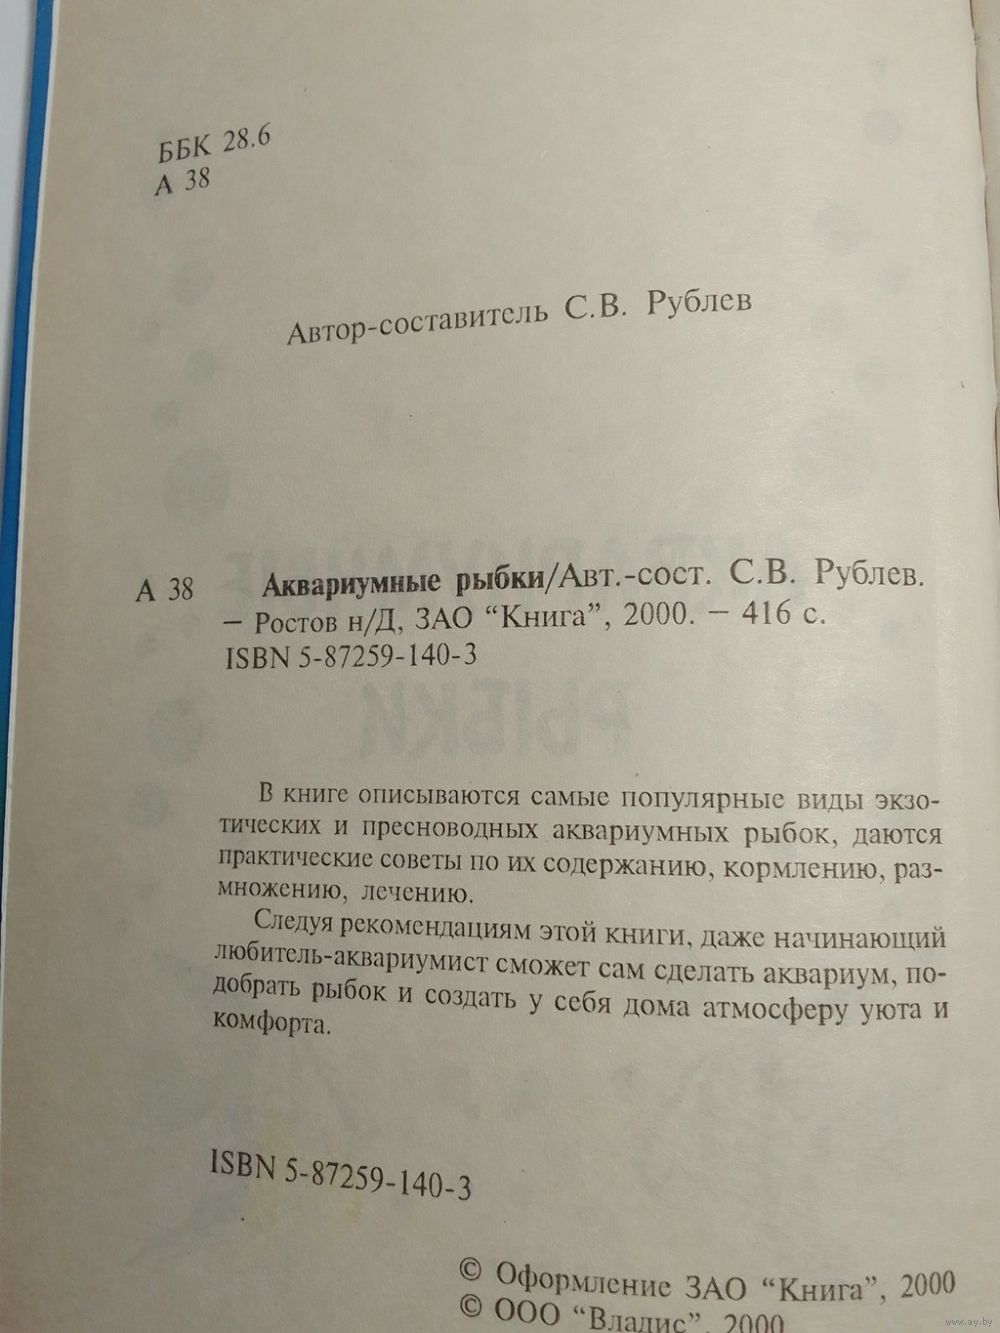 ББК 28.6
А 38
Автор-составитель С.В. Рублев
А 38 Аквариумные рыбки/Авт.-сост. С.В. Рублев.
– Ростов н/Д, ЗАО “Книга”, 2000. – 416 с.
ISBN 5-87259-140-3
В книге описываются самые популярные виды экзо-
тических и пресноводных аквариумных рыбок, даются
практические советы по их содержанию, кормлению, раз-
множению, лечению.
Следуя рекомендациям этой книги, даже начинающий
любитель-аквариумист сможет сам сделать аквариум, по-
добрать рыбок и создать у себя дома атмосферу уюта и
комфорта.
ISBN 5-87259-140-3
© Оформление ЗАО “Книга”, 2000
© ООО “Владис”, 2000
www.ay.by